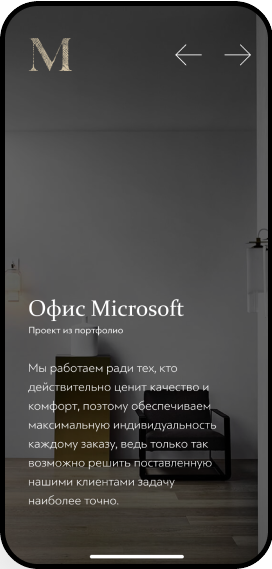 M
Офис Microsoft
Проект из портфолио
Мы работаем ради тех, кто
действительно ценит качество и
комфорт, поэтому обеспечиваем
максимальную индивидуальность
каждому заказу, ведь только так
возможно решить поставленную
нашими клиентами задачу
наиболее точно.